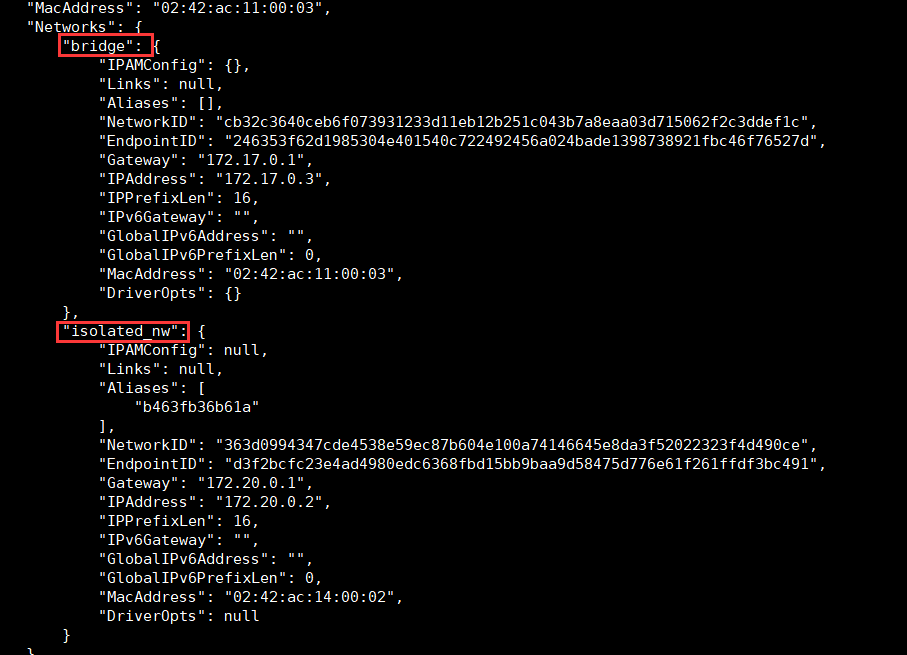 "MacAddress": "02:42:ac:11:00:03",
"Networks": {
"bridge": {
"IPAMConfig": {},
"Links": null,
"Aliases": [],
"NetworkID": "cb32c3640ceb6f073931233d11eb12b251c043b7a8eaa03d715062f2c3ddef1c",
"EndpointID": "246353f62d1985304e401540c722492456a024bade1398738921fbc46f76527d",
"Gateway": "172.17.0.1",
"IPAddress": "172.17.0.3",
"IPPrefixLen": 16,
"IPv6Gateway": "",
"GlobalIPv6Address": "",
"GlobalIPv6PrefixLen": 0,
"MacAddress": "02:42:ac:11:00:03",
"DriverOpts": {}
},
"isolated_nw": {
"IPAMConfig": null,
"Links": null,
"Aliases": [
"b463fb36b61a"
],
"NetworkID": "363d0994347cde4538e59ec87b604e100a74146645e8da3f52022323f4d490ce",
"EndpointID": "d3f2bcfc23e4ad4980edc6368fbd15bb9baa9d58475d776e61f261ffdf3bc491",
"Gateway": "172.20.0.1",
"IPAddress": "172.20.0.2",
"IPPrefixLen": 16,
"IPv6Gateway": "",
"GlobalIPv6Address": "",
"GlobalIPv6PrefixLen": 0,
"MacAddress": "02:42:ac:14:00:02",
"DriverOpts": null
}
}